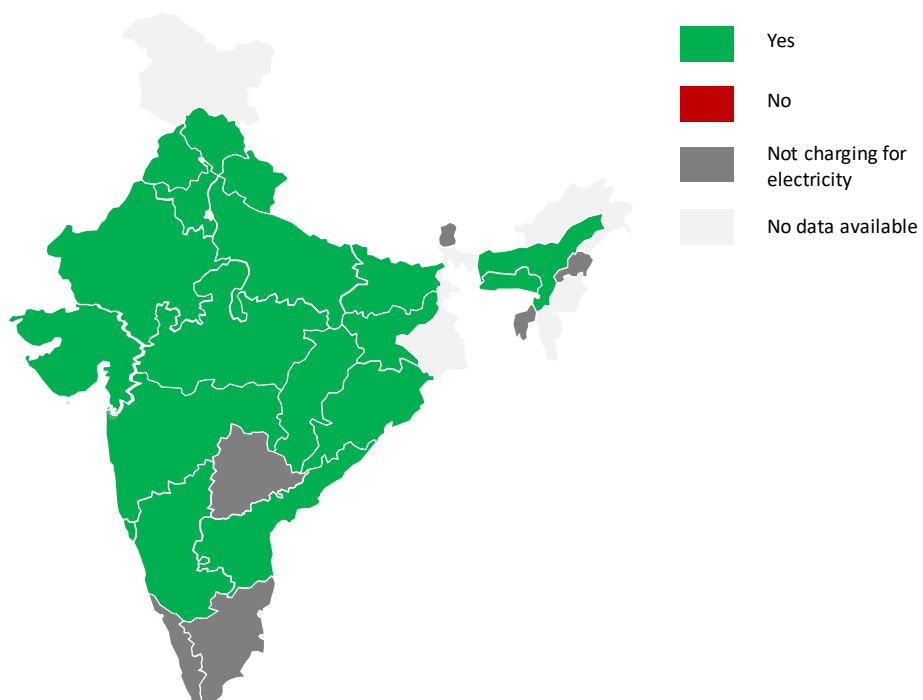 Yes
No
Not charging for
electricity
No data available